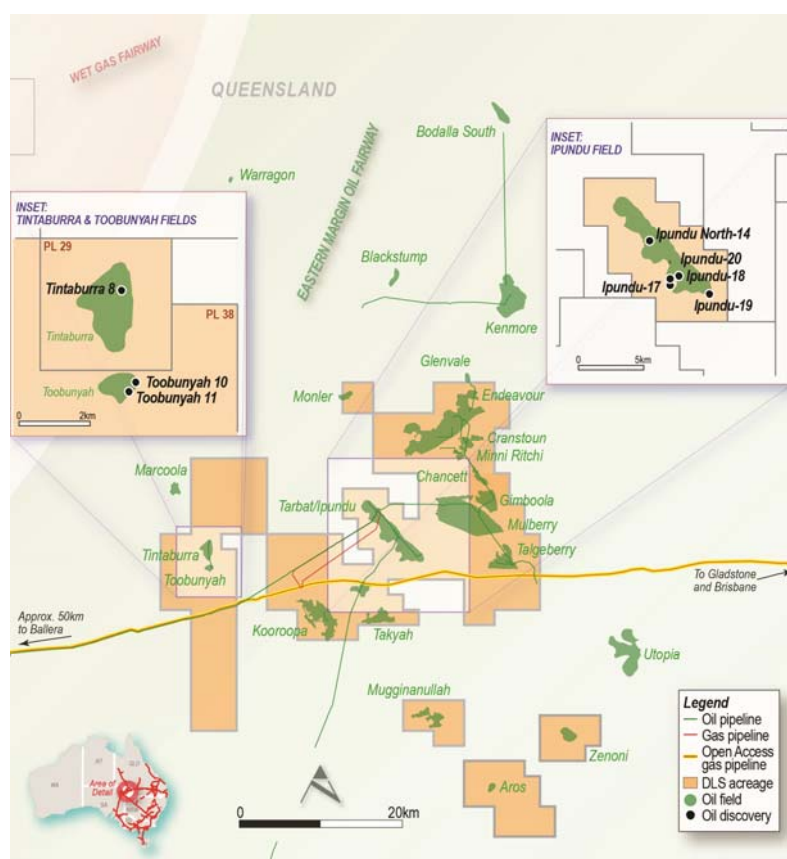 WET GAS FAIRWAY
QUEENSLAND
EASTERN MARGIN OIL FAIRWAY
Bodalla South
Warragon
Blackstump
Kenmore
INSET:
TINTABURRA & TOOBUNYAH FIELDS
PL 29
Tintaburra 8
PL 38
Tintaburra
Toobunyah
Toobunyah 10
Toobunyah 11
0
2km
INSET:
IPUNDU FIELD
Ipundu North-14
Ipundu-20
Ipundu-18
Ipundu-17
Ipundu-19
0
5km
Glenvale
Monler
Endeavour
Cranstoun
Minni Ritchi
Chancett
Marcoola
Tarbat/Ipundu
Gimboola
Mulberry
Tintaburra
Talgeberry
Toobunyah
To Gladstone
and Brisbane
Approx. 50km
to Ballera
Kooroopa
Takyah
Utopia
Mugginanullah
Zenoni
Aros
0
20km
Area of
Detail
WA
NT
QLD
SA
NSW
Legend
Oil pipeline
Gas pipeline
Open Access
gas pipeline
DLS acreage
Oil field
Oil discovery